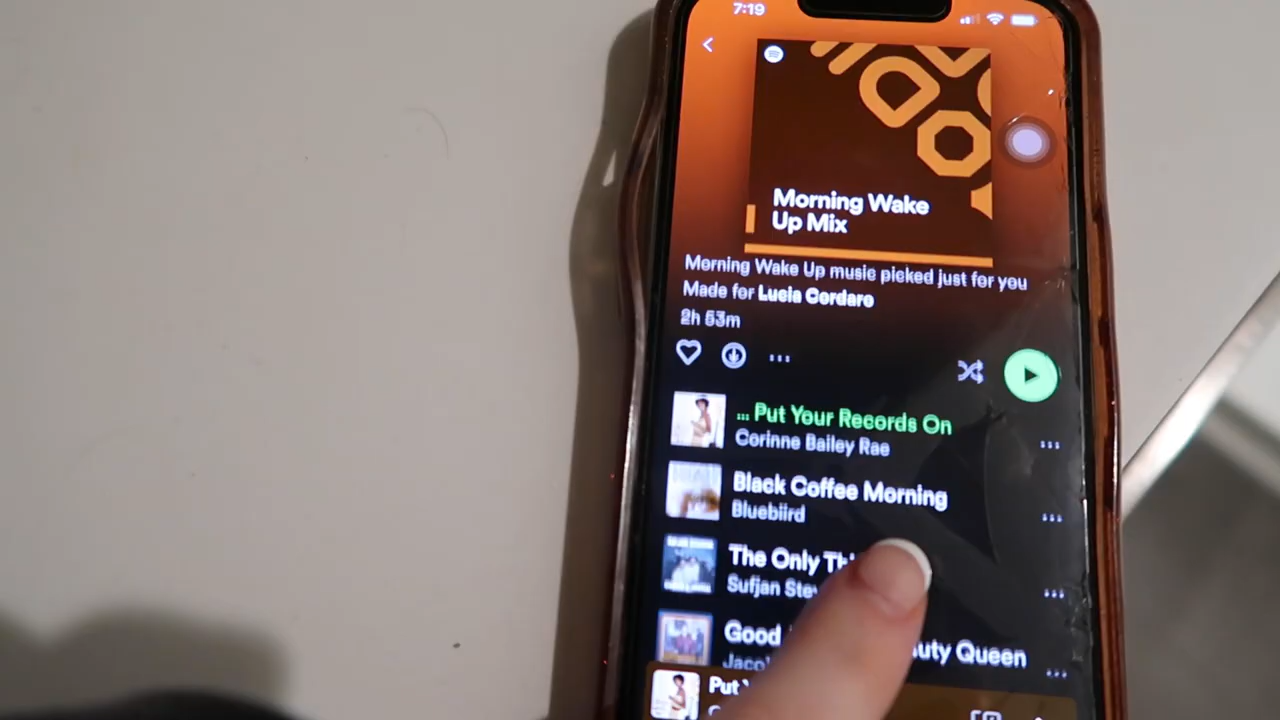 7:19
Morning Wake
Up Mix
Morning Wake Up music picked just for you
Made for Lucia Cordaro
2h 53m
... Put Your Records On
Corinne Bailey Rae
Black Coffee Morning
Bluebiird
The Only
Sufjan
Good
Queen
Put